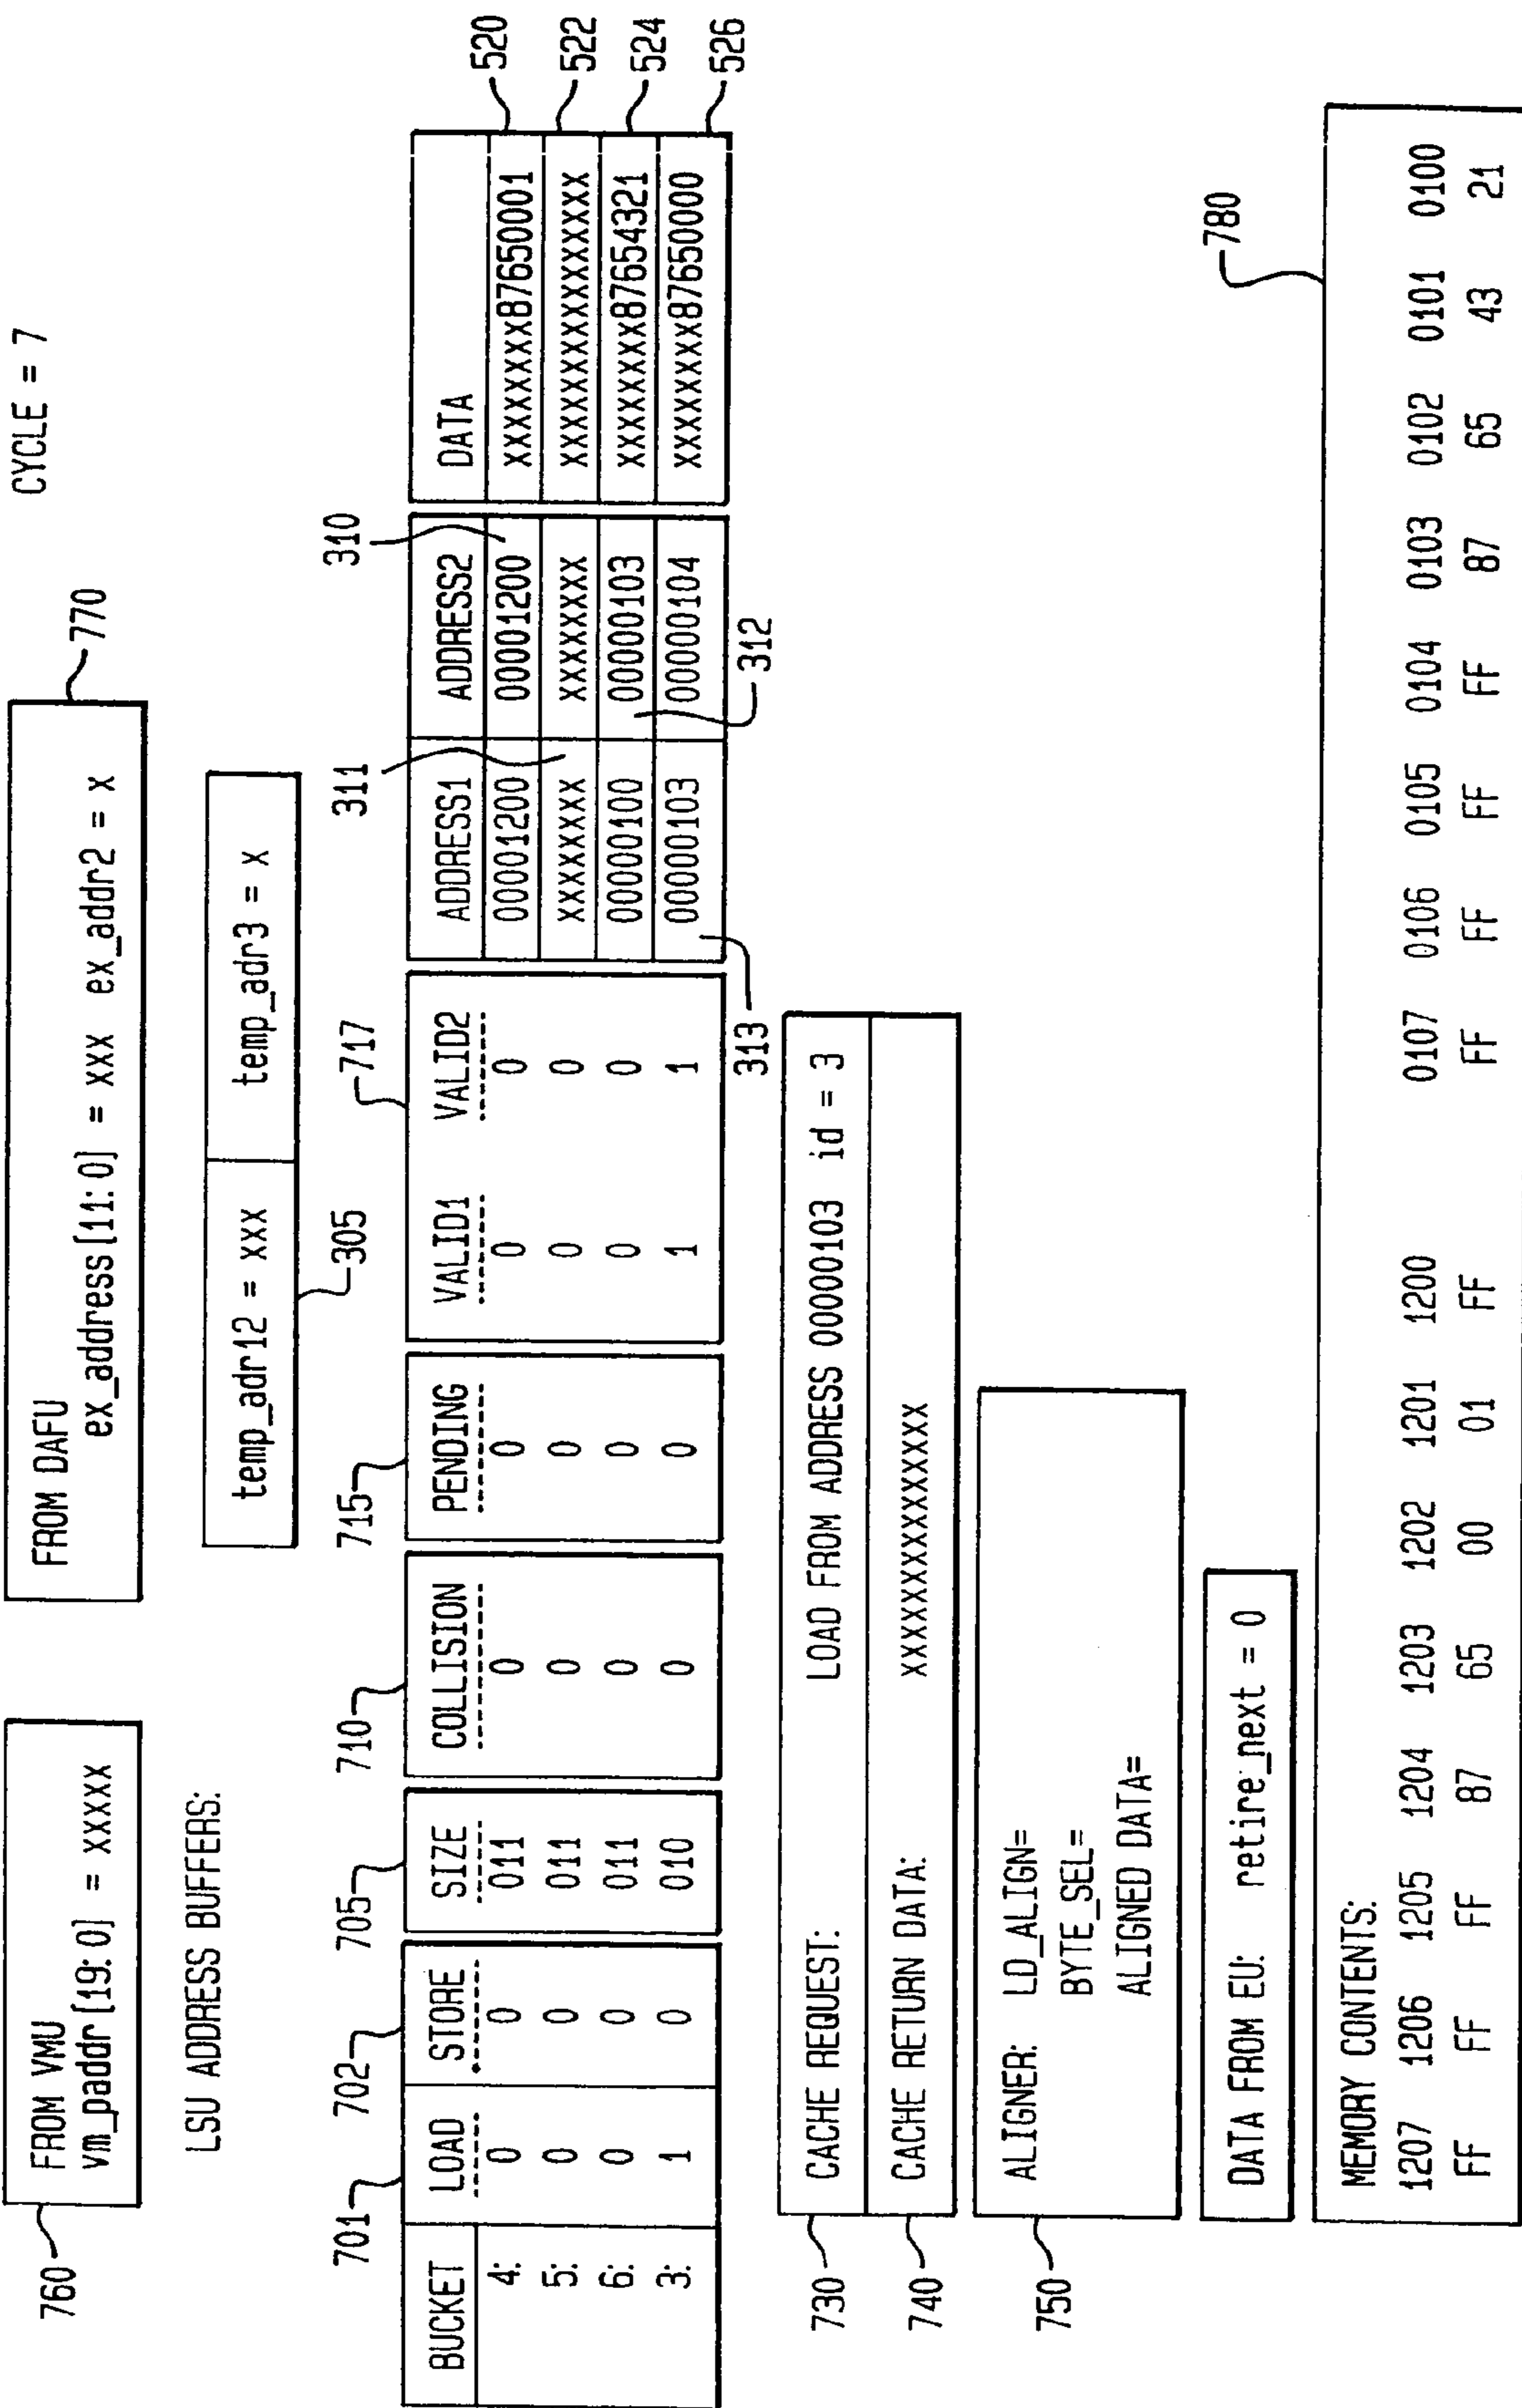 CYCLE = 7
760
FROM VMU
vm_paddr[19:0] = XXXXX
FROM DAFU
ex_address[11:0] = xxx ex_addr2 = x
770
LSU ADDRESS BUFFERS:
temp_adr12 = xxx temp_adr3 = x
305
701 702 705 710 715 717 311 310
BUCKET LOAD STORE SIZE COLLISION PENDING VALID1 VALID2 ADDRESS1 ADDRESS2 DATA
4: 0 0 011 0 0 0 0 00001200 00001200 XXXXXXXX87650001 520
5: 0 0 011 0 0 0 0 XXXXXXXX XXXXXXXX XXXXXXXXXXXXXXXX 522
6: 0 0 011 0 0 0 0 00000100 00000103 XXXXXXXX87654321 524
3: 1 0 010 0 0 1 1 00000103 00000104 XXXXXXXX87650000 526
313 312
730 CACHE REQUEST: LOAD FROM ADDRESS 00000103 id = 3
740 CACHE RETURN DATA: XXXXXXXXXXXXXXXX
750 ALIGNER: LD_ALIGN=
BYTE_SEL=
ALIGNED DATA=
DATA FROM EU: retire_next = 0
780
MEMORY CONTENTS:
1207 1206 1205 1204 1203 1202 1201 1200 0107 0106 0105 0104 0103 0102 0101 0100
FF FF FF 87 65 00 01 FF FF FF FF FF 87 65 43 21